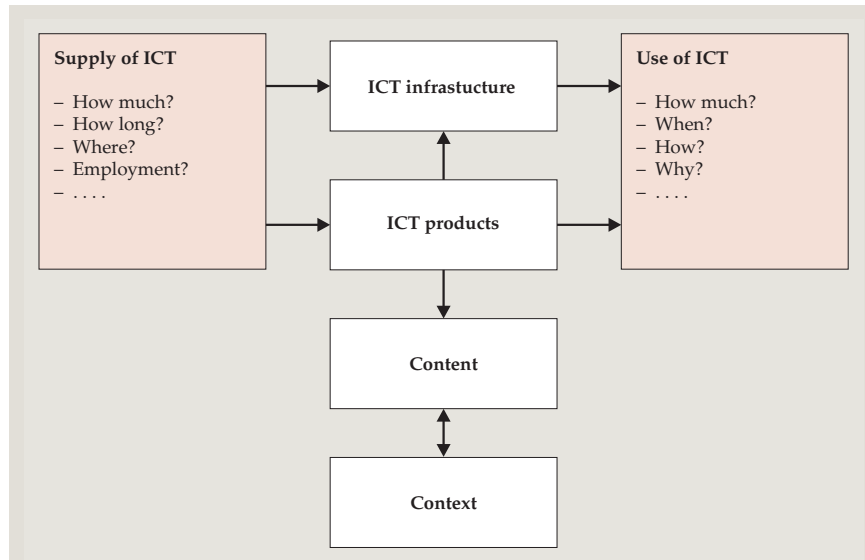 Supply of ICT
– How much?
– How long?
– Where?
– Employment?
– . . . .
ICT infrastucture
ICT products
Content
Context
Use of ICT
– How much?
– When?
– How?
– Why?
– . . . .